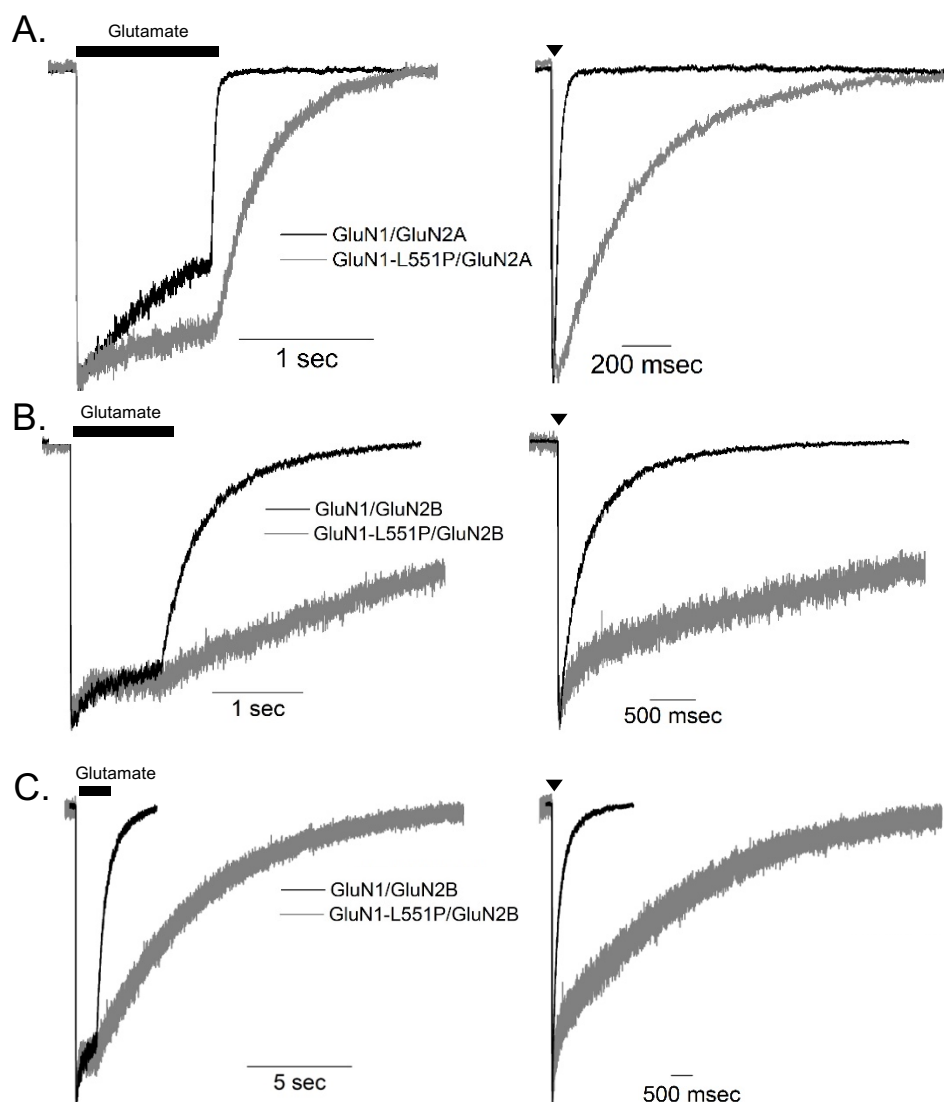 A.
Glutamate
GluN1/GluN2A
GluN1-L551P/GluN2A
1 sec
200 msec
B.
Glutamate
GluN1/GluN2B
GluN1-L551P/GluN2B
1 sec
500 msec
C.
Glutamate
GluN1/GluN2B
GluN1-L551P/GluN2B
5 sec
500 msec